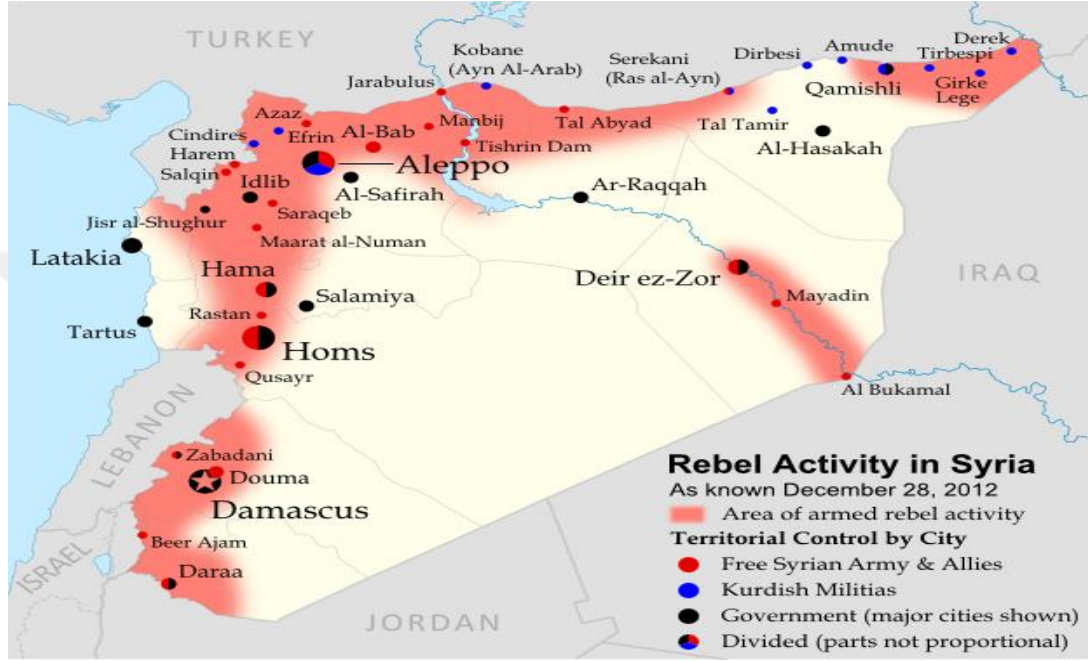 TURKEY
Kobane
(Ayn Al-Arab)
Serekani
(Ras al-Ayn)
Dirbesi
Amude
Derek
Tirbespi
Jarabulus
Qamishli
Girke
Lege
Azaz
Cindires
Efrin
Al-Bab
Manbij
Tal Abyad
Tal Tamir
Harem
Aleppo
Tishrin Dam
Al-Hasakah
Salqin
Idlib
Al-Safirah
Ar-Raqqah
Jisr al-Shughur
Saraqeb
Latakia
Maarat al-Numan
Hama
Deir ez-Zor
IRAQ
Salamiya
Mayadin
Rastan
Tartus
Homs
Qusayr
Al Bukamal
LEBANON
Zabadani
Douma
Damascus
Beer Ajam
ISRAEL
Daraa
JORDAN
Rebel Activity in Syria
As known December 28, 2012
Area of armed rebel activity
Territorial Control by City
Free Syrian Army & Allies
Kurdish Militias
Government (major cities shown)
Divided (parts not proportional)